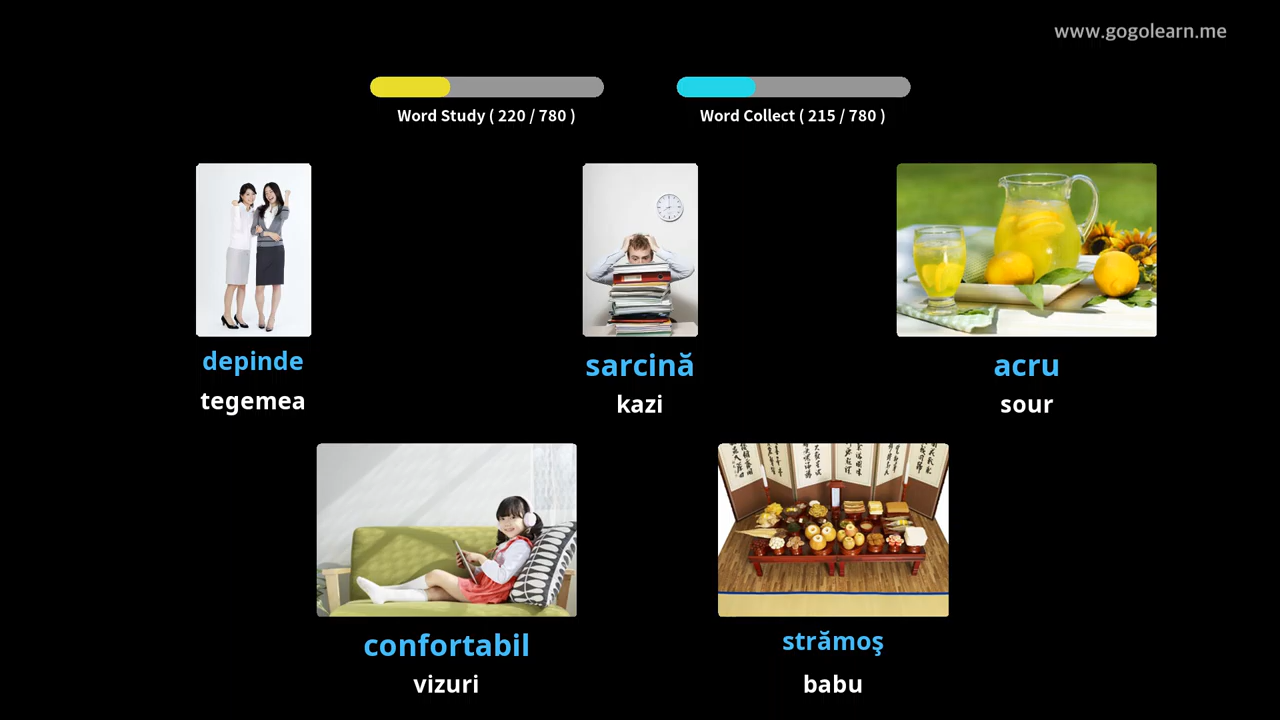 www.gogolearn.me
Word Study ( 220 / 780 )
Word Collect ( 215 / 780 )
depinde
tegemea
sarcină
kazi
acru
sour
confortabil
vizuri
strămoş
babu